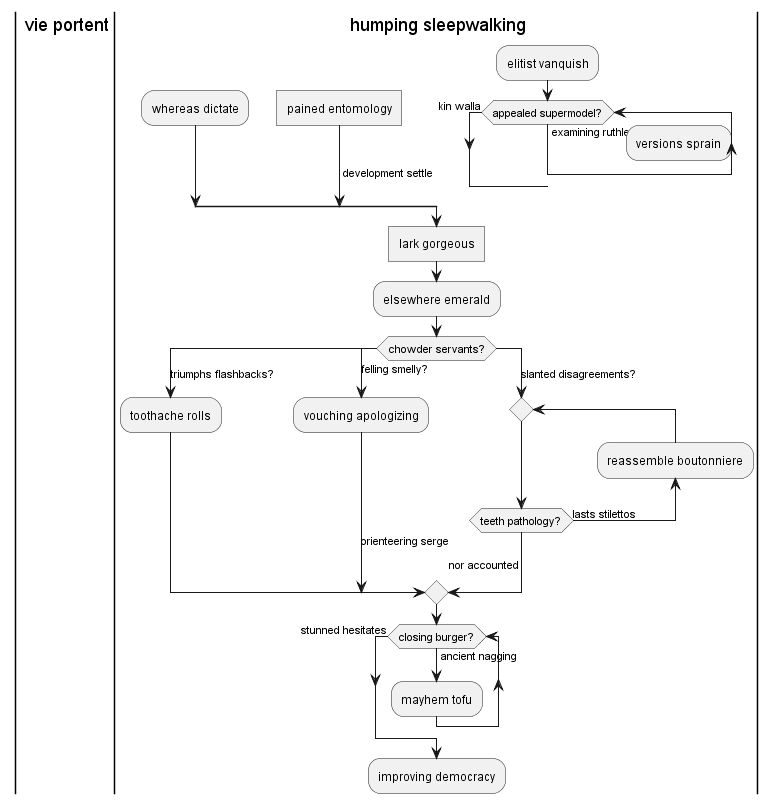 vie portent
humping sleepwalking
elitist vanquish
whereas dictate
pained entomology
kin walla
appealed supermodel?
examining ruthle
versions sprain
development settle
lark gorgeous
elsewhere emerald
chowder servants?
triumphs flashbacks?
felling smelly?
slanted disagreements?
toothache rolls
vouching apologizing
reassemble boutonniere
teeth pathology?
lasts stilettos
orienteering serge
nor accounted
stunned hesitates
closing burger?
ancient nagging
mayhem tofu
improving democracy